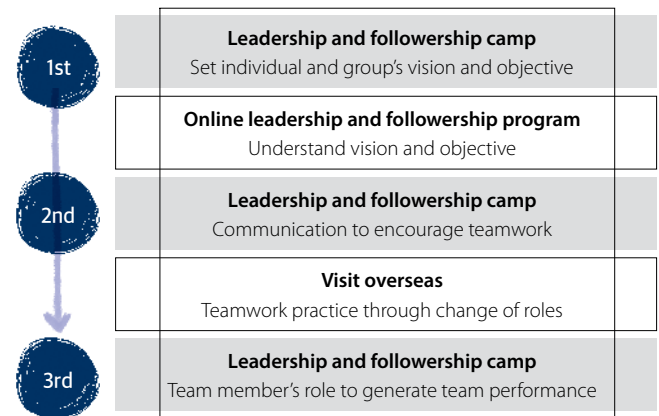 1st
Leadership and followership camp
Set individual and group’s vision and objective
Online leadership and followership program
Understand vision and objective
2nd
Leadership and followership camp
Communication to encourage teamwork
Visit overseas
Teamwork practice through change of roles
3rd
Leadership and followership camp
Team member’s role to generate team performance